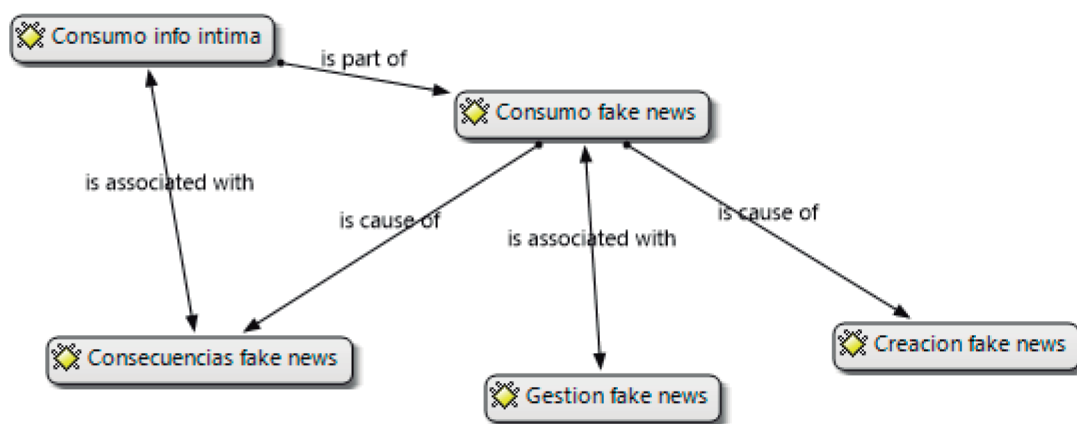 Consumo info intima
is part of
Consumo fake news
is associated with
is cause of
is associated with
is cause of
Consecuencias fake news
Gestion fake news
Creacion fake news